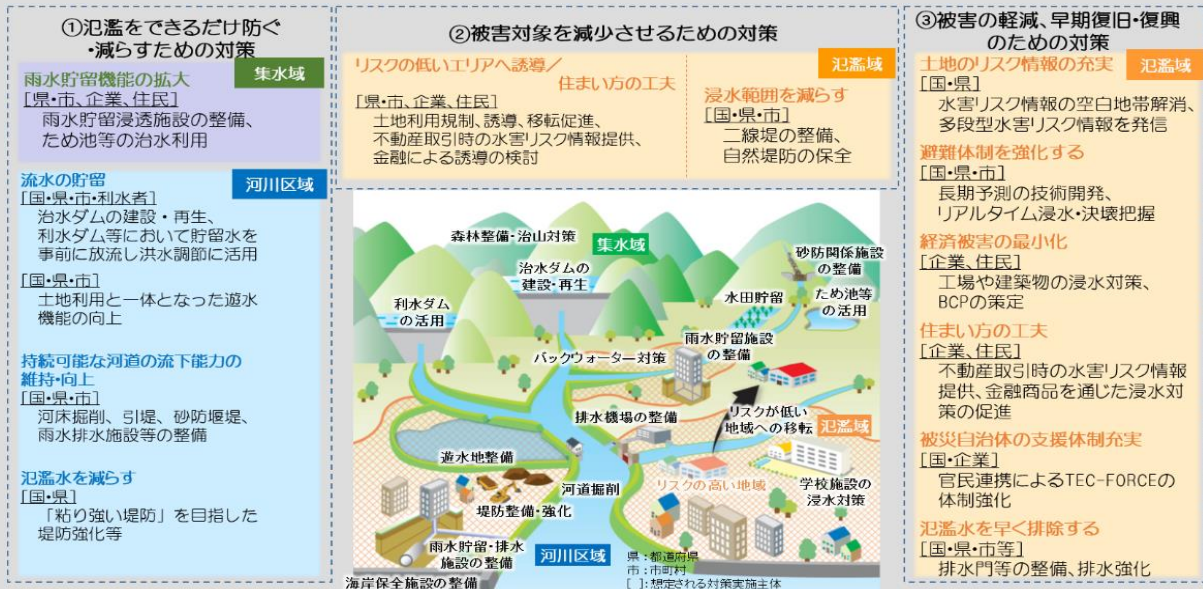 ①氾濫をできるだけ防ぐ
・減らすための対策
雨水貯留機能の拡大
集水域
[県・市、企業、住民]
雨水貯留浸透施設の整備、
ため池等の治水利用
流水の貯留
河川区域
[国・県・市・利水者]
治水ダムの建設・再生、
利水ダム等において貯留水を
事前に放流し洪水調節に活用
[国・県・市]
土地利用と一体となった遊水
機能の向上
持続可能な河道の流下能力の
維持・向上
[国・県・市]
河床掘削、引堤、砂防堰堤、
雨水排水施設等の整備
氾濫水を減らす
[国・県]
「粘り強い堤防」を目指した
堤防強化等
②被害対象を減少させるための対策
リスクの低いエリアへ誘導／
住まい方の工夫
[県・市、企業、住民]
土地利用規制、誘導、移転促進、
不動産取引時の水害リスク情報提供、
金融による誘導の検討
氾濫域
浸水範囲を減らす
[国・県・市]
二線堤の整備、
自然堤防の保全
森林整備・治山対策
集水域
砂防関係施設
の整備
治水ダムの
建設・再生
利水ダム
の活用
水田貯留
ため池等
の活用
雨水貯留施設
の整備
バックウォーター対策
排水機場の整備
リスクが低い
地域への移転
氾濫域
遊水地整備
河道掘削
リスクの高い地域
学校施設の
浸水対策
堤防整備・強化
雨水貯留・排水
施設の整備
河川区域
海岸保全施設の整備
県：都道府県
市：市町村
[ ]：想定される対策実施主体
③被害の軽減、早期復旧・復興
のための対策
土地のリスク情報の充実
氾濫域
[国・県]
水害リスク情報の空白地帯解消、
多段型水害リスク情報を発信
避難体制を強化する
[国・県・市]
長期予測の技術開発、
リアルタイム浸水・決壊把握
経済被害の最小化
[企業、住民]
工場や建築物の浸水対策、
BCPの策定
住まい方の工夫
[企業、住民]
不動産取引時の水害リスク情報
提供、金融商品を通じた浸水対
策の促進
被災自治体の支援体制充実
[国・企業]
官民連携によるTEC-FORCEの
体制強化
氾濫水を早く排除する
[国・県・市等]
排水門等の整備、排水強化